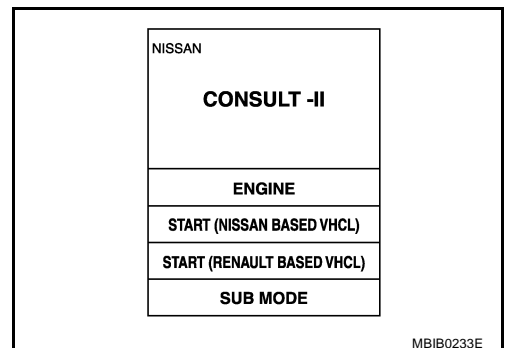 NISSAN
CONSULT -II
ENGINE
START (NISSAN BASED VHCL)
START (RENAULT BASED VHCL)
SUB MODE
MBIB0233E